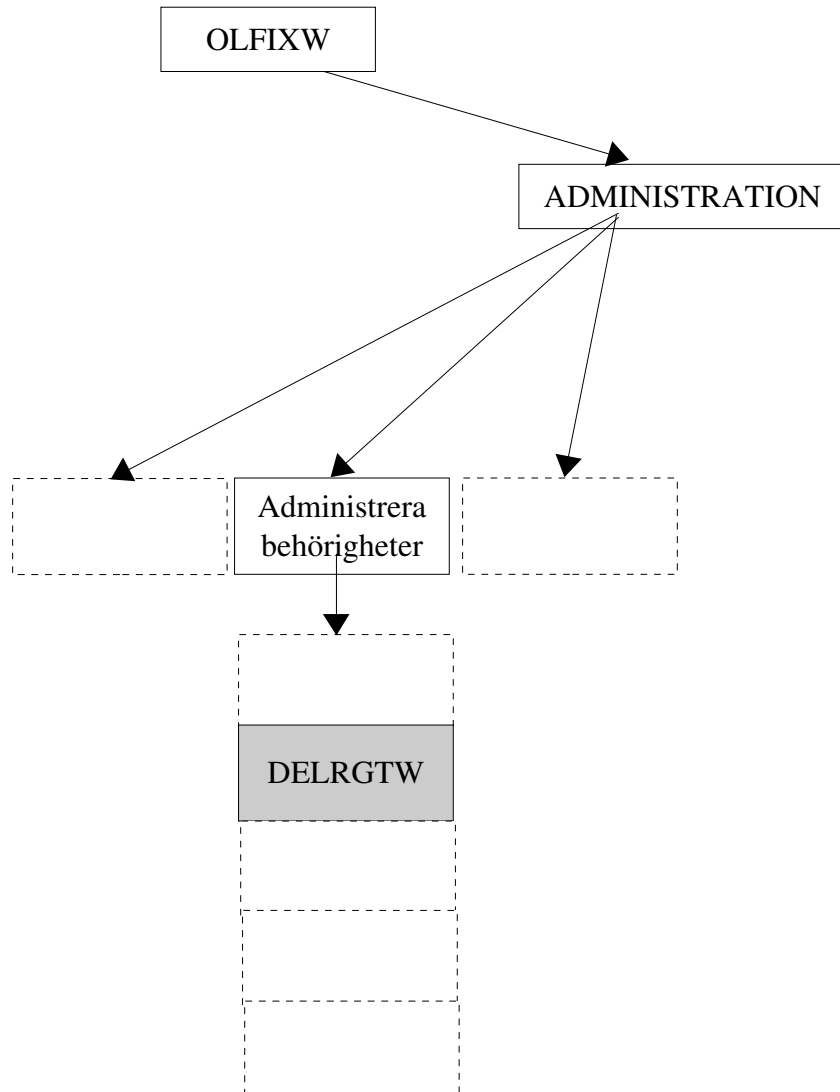 OLFIXW
ADMINISTRATION
Administrera
behörigheter
DELRGTW